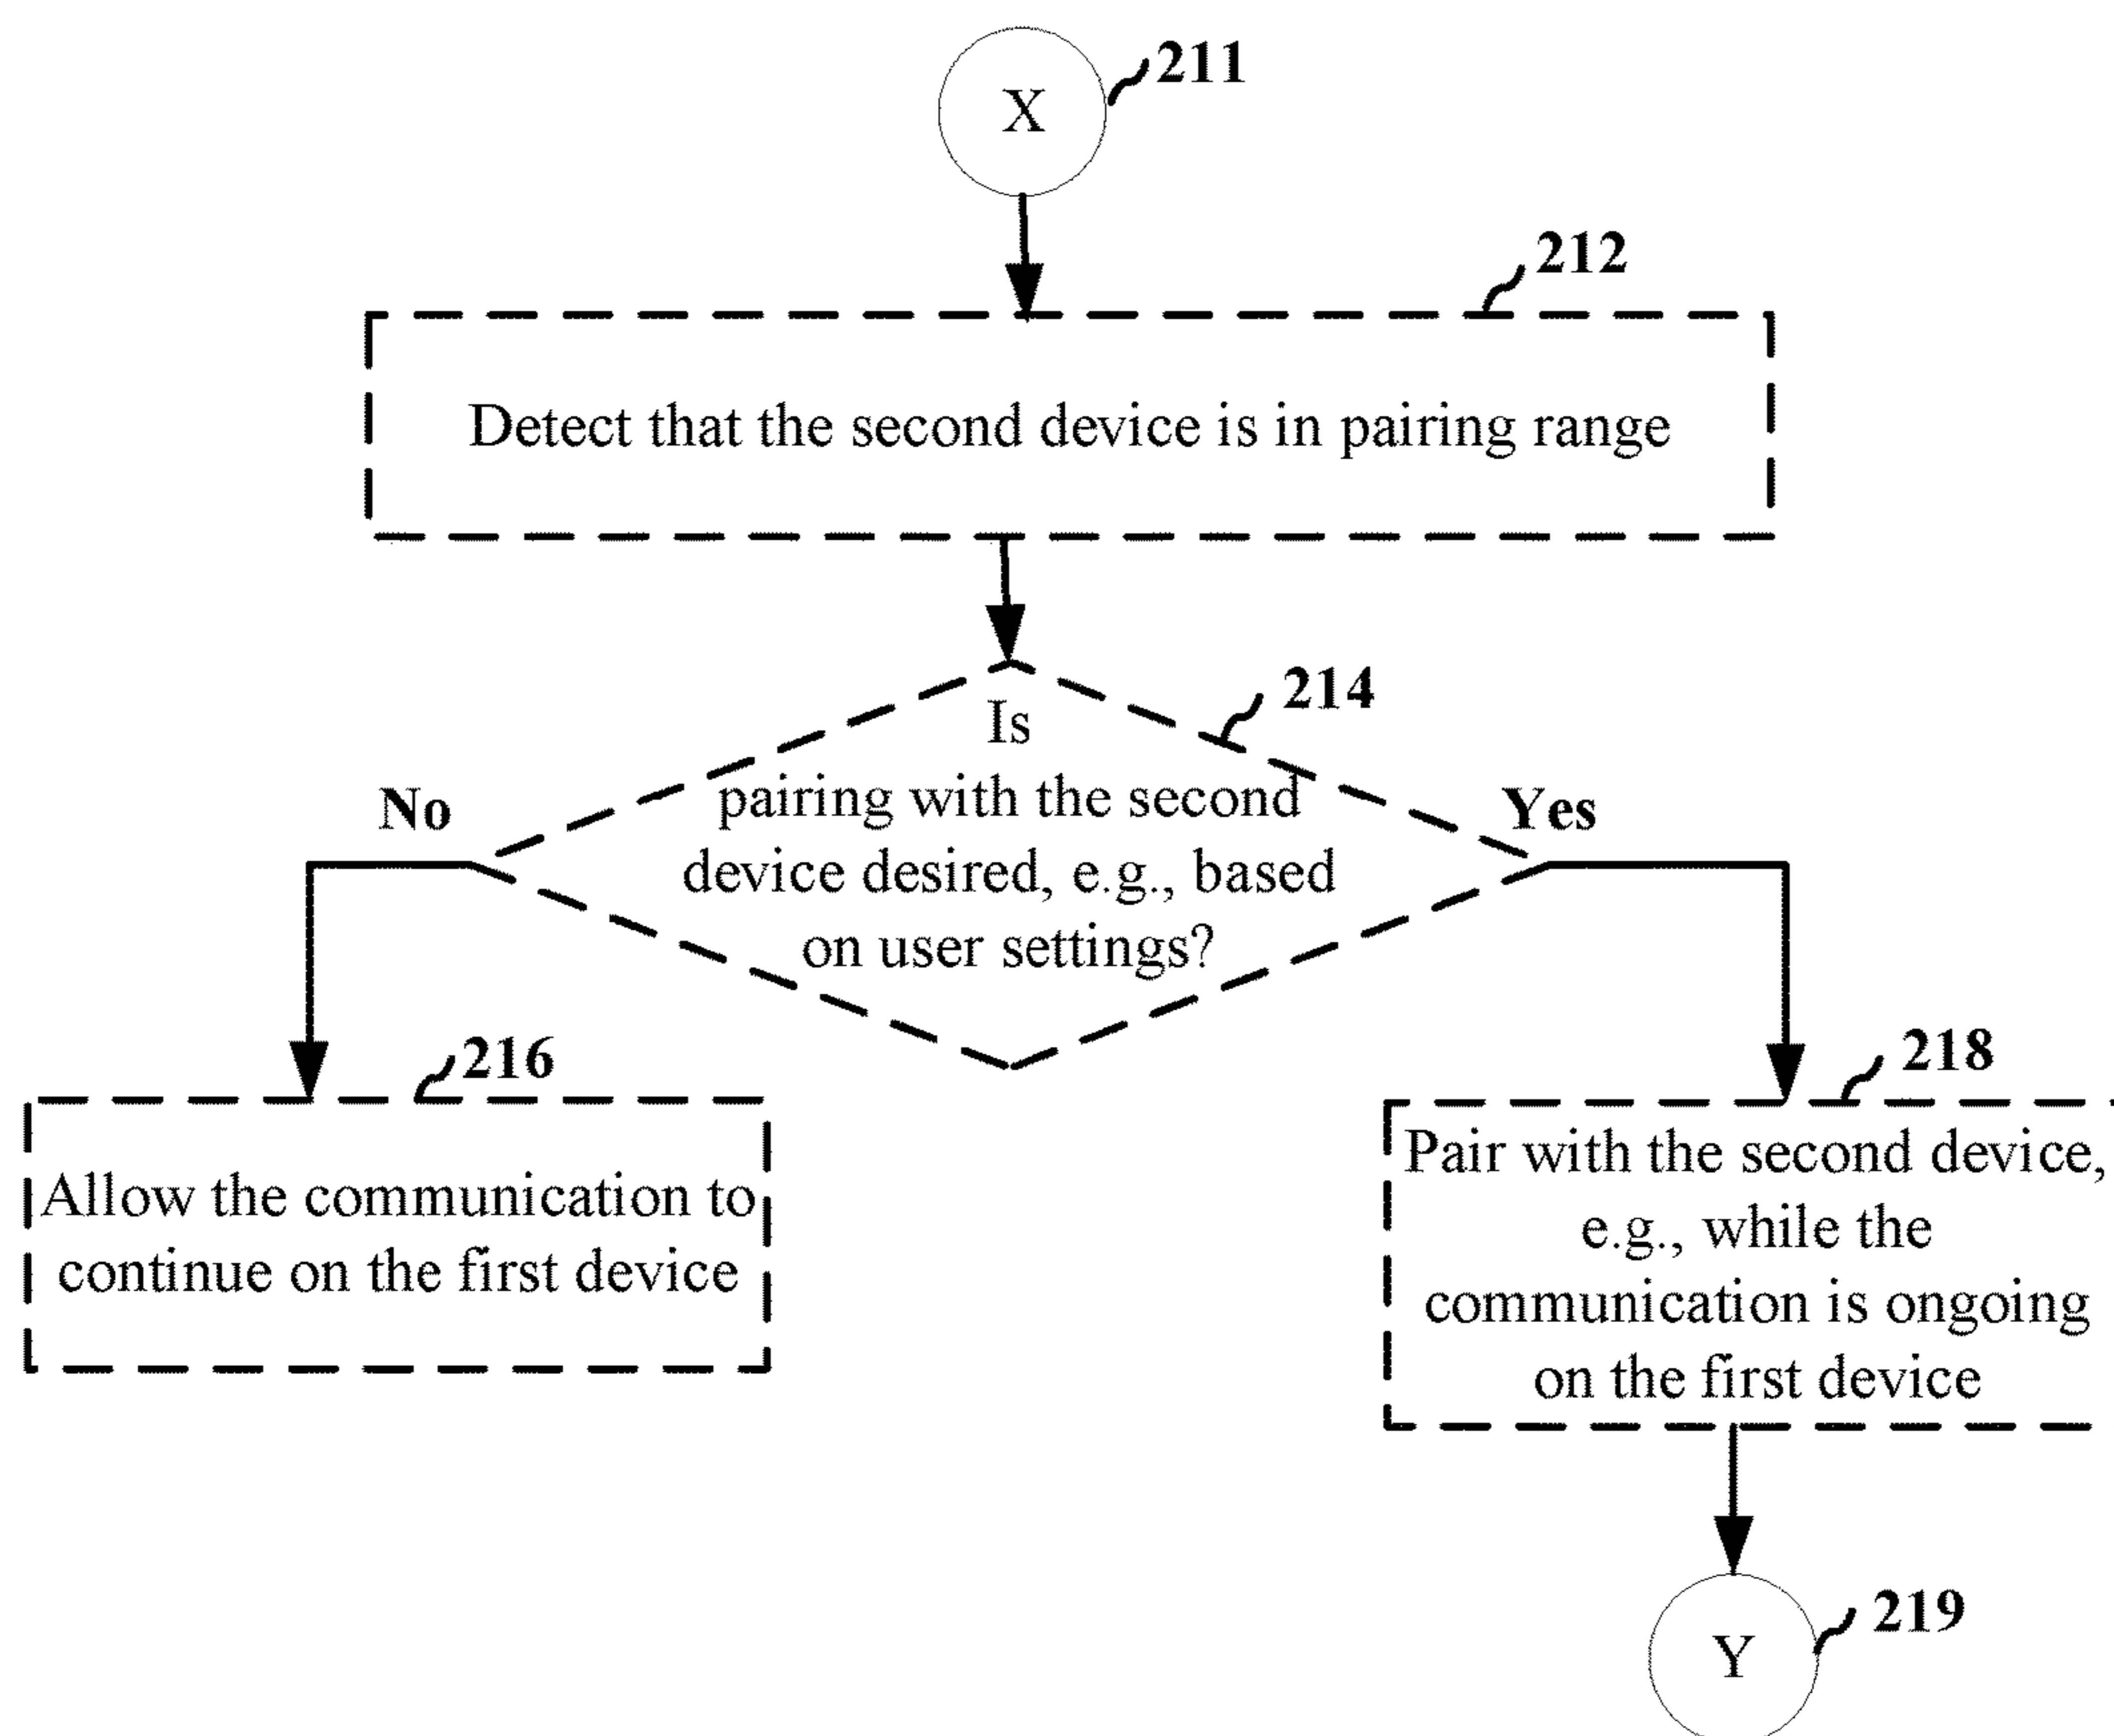 X
211
212
Detect that the second device is in pairing range
214
Is
pairing with the second
device desired, e.g., based
on user settings?
No
Yes
216
Allow the communication to
continue on the first device
218
Pair with the second device,
e.g., while the
communication is ongoing
on the first device
Y
219